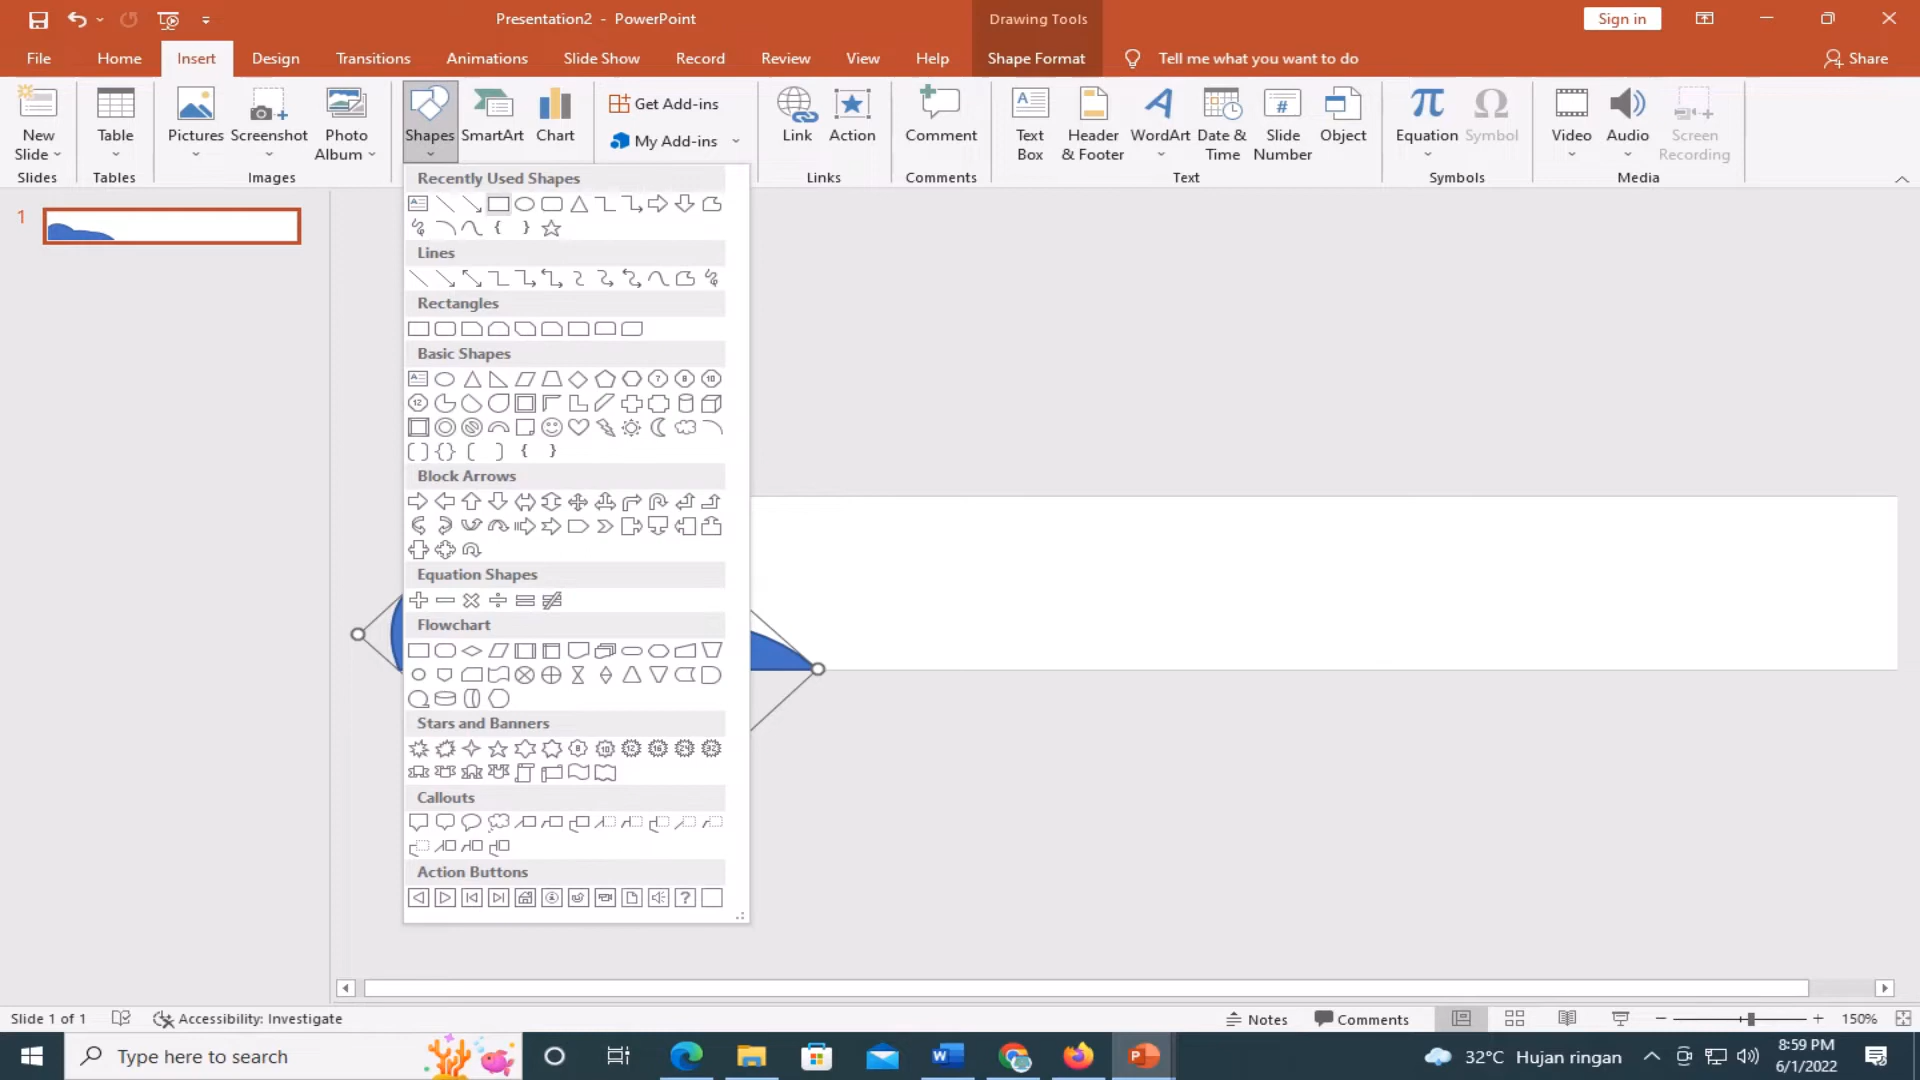 Presentation2 - PowerPoint
Drawing Tools
Sign in
File Home Insert Design Transitions Animations Slide Show Record Review View Help Shape Format Tell me what you want to do Share
New Slide
Table
Pictures
Screenshot
Photo Album
Shapes
SmartArt
Chart
Get Add-ins
My Add-ins
Link
Action
Comment
Text Box
Header & Footer
WordArt
Date & Time
Slide Number
Object
Equation
Symbol
Video
Audio
Screen Recording
Slides Tables Images Links Comments Text Symbols Media
Recently Used Shapes
Lines
Rectangles
Basic Shapes
Block Arrows
Equation Shapes
Flowchart
Stars and Banners
Callouts
Action Buttons
1
Slide 1 of 1 Accessibility: Investigate Notes Comments 150%
Type here to search
32°C Hujan ringan
8:59 PM
6/1/2022